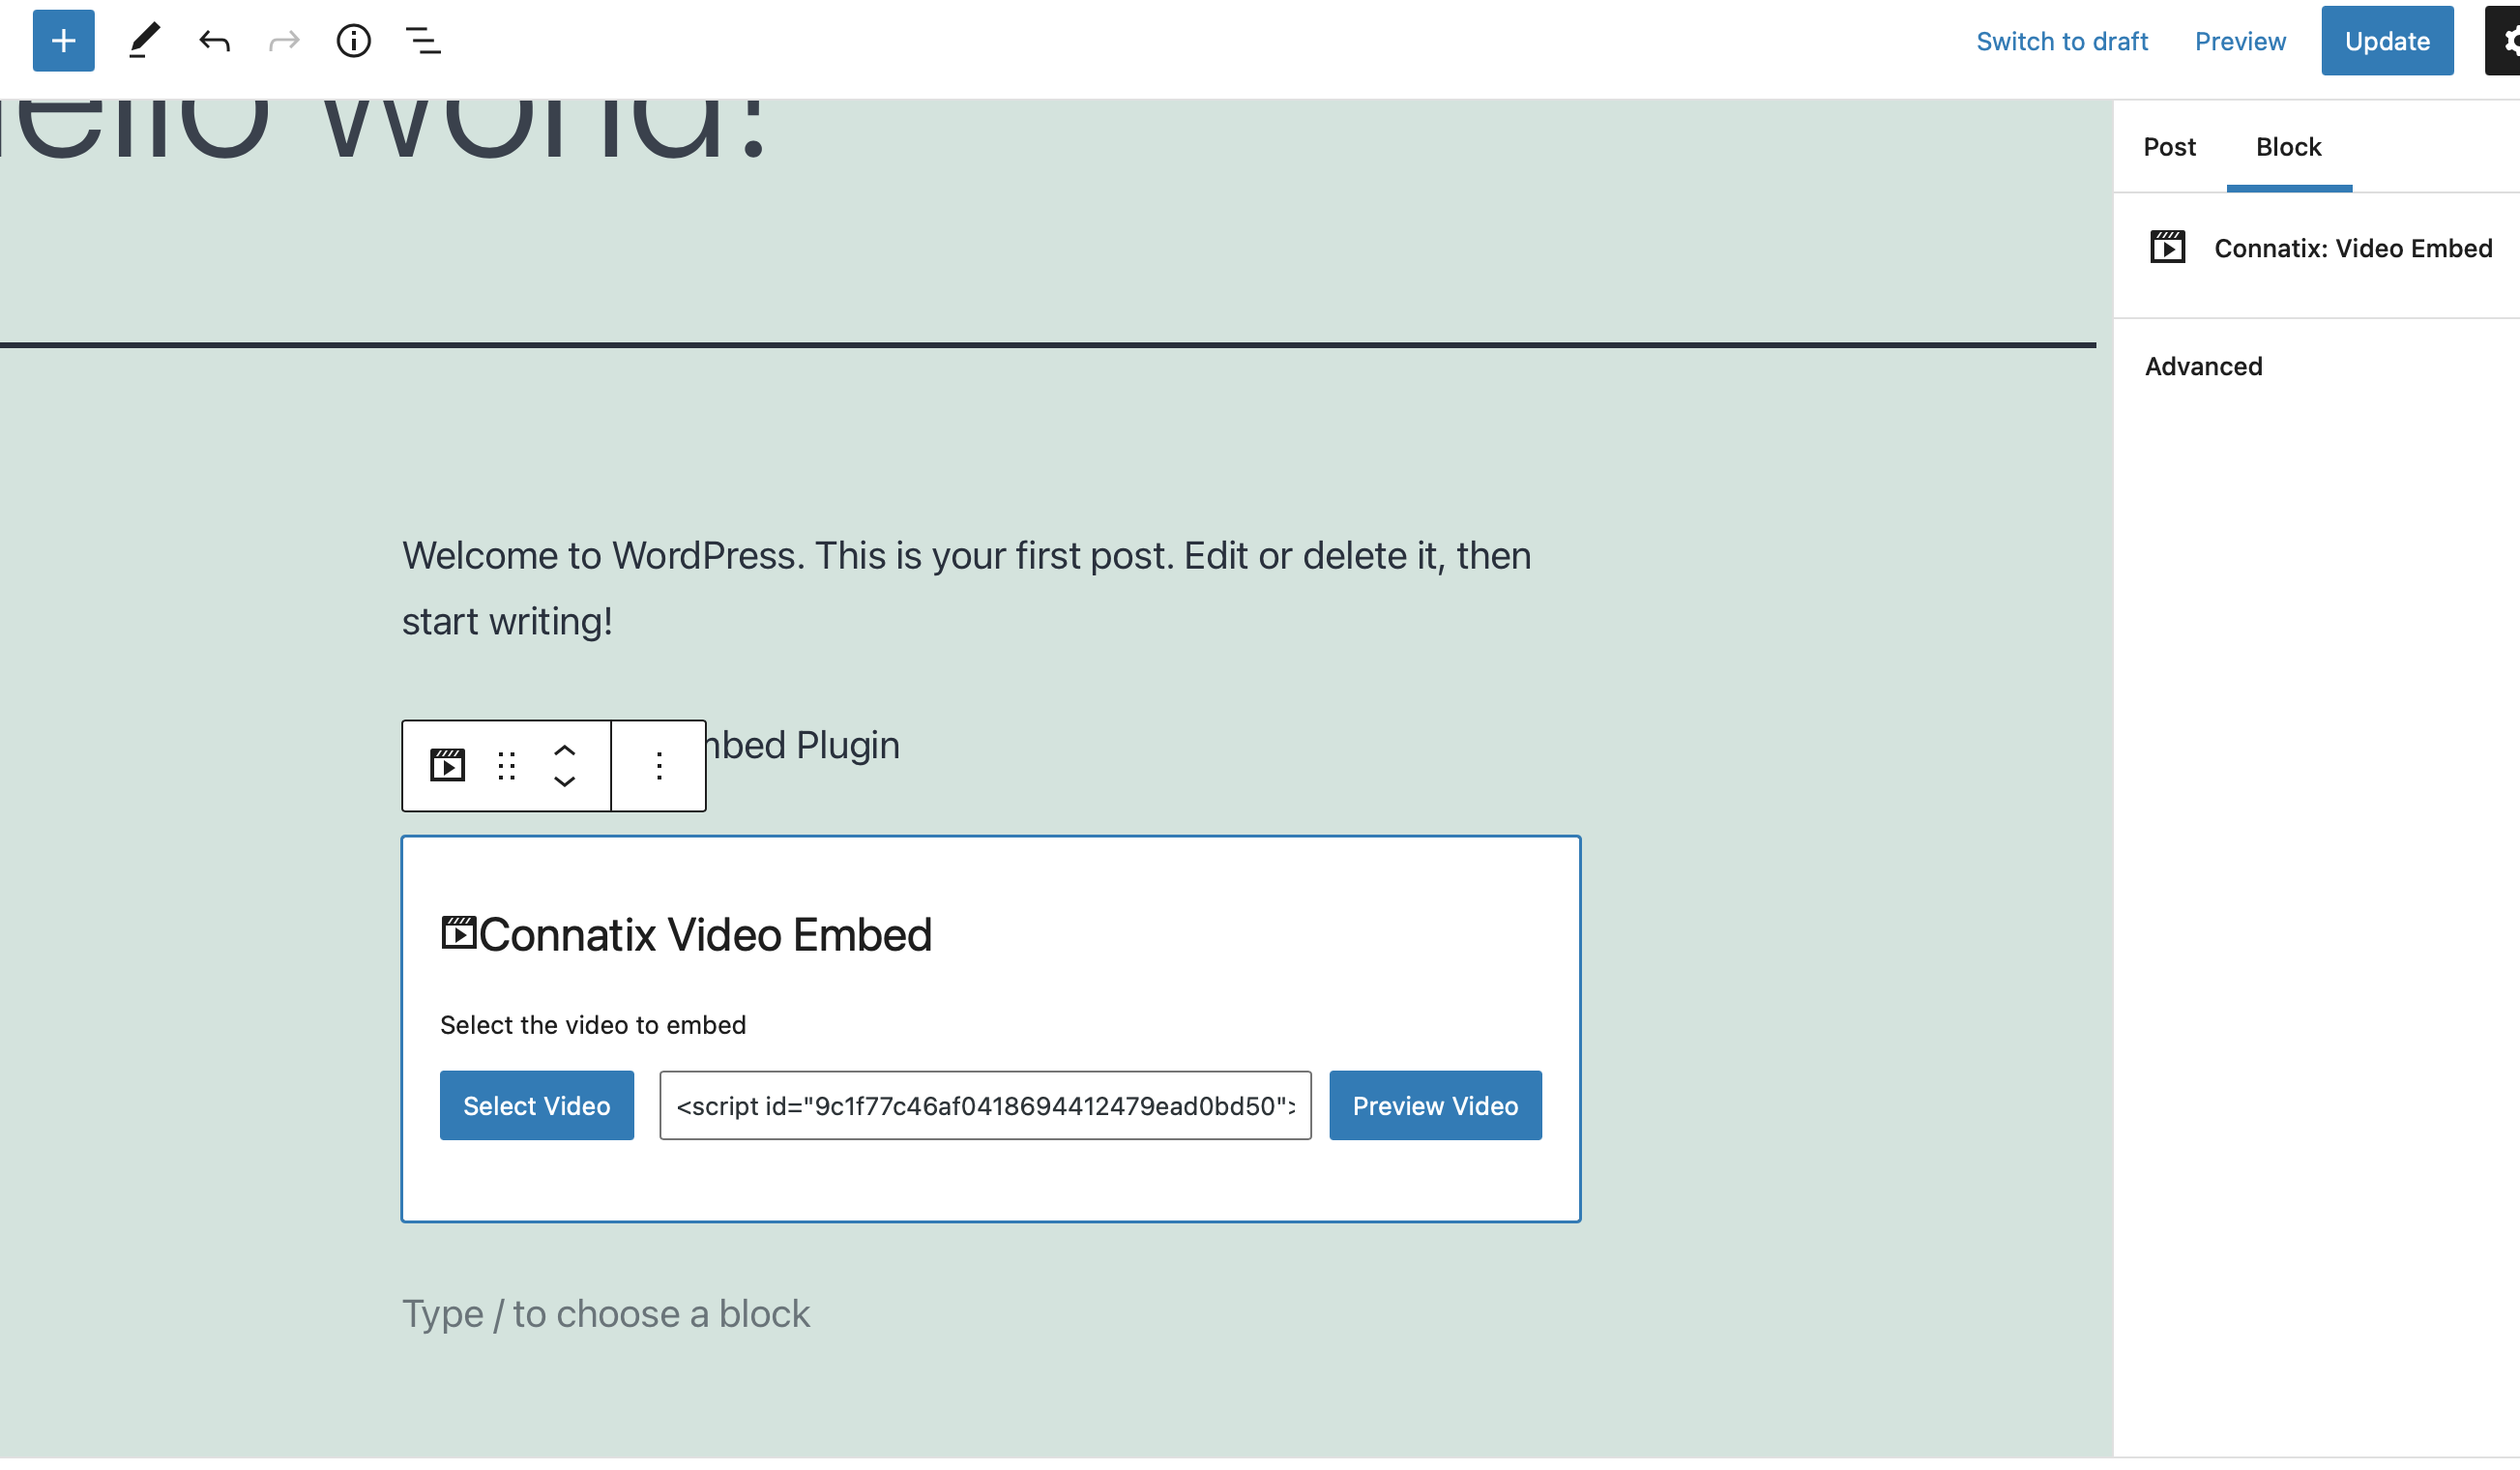 Switch to draft Preview Update
ello world!
Post Block
Connatix: Video Embed
Advanced
Welcome to WordPress. This is your first post. Edit or delete it, then
start writing!
bed Plugin
Connatix Video Embed
Select the video to embed
Select Video <script id="9c1f77c46af0418694412479ead0bd50"> Preview Video
Type / to choose a block